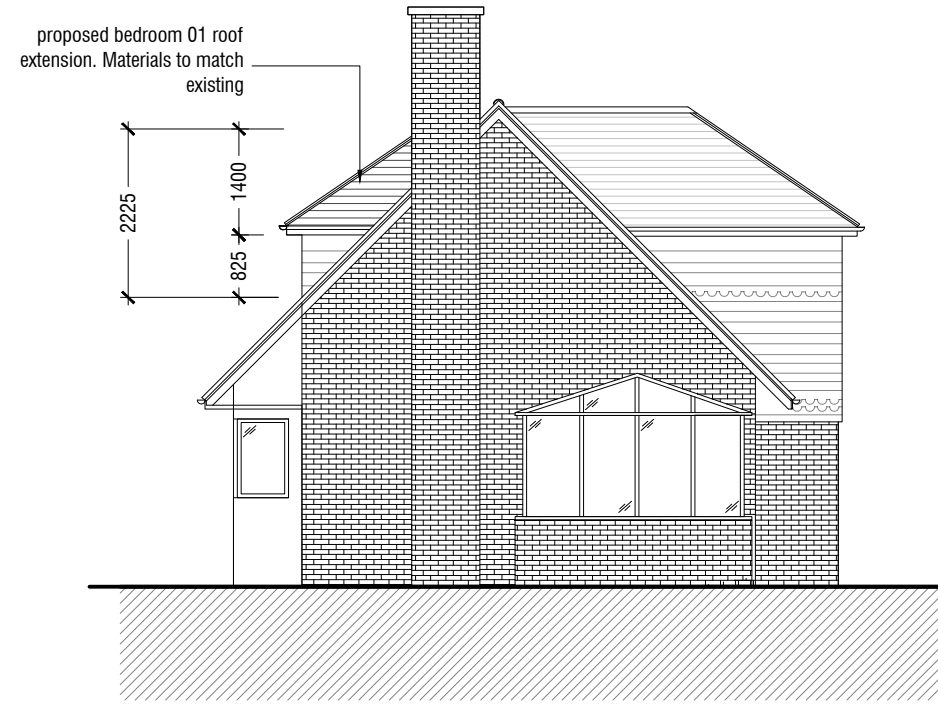 proposed bedroom 01 roof
extension. Materials to match
existing
2225
1400
825